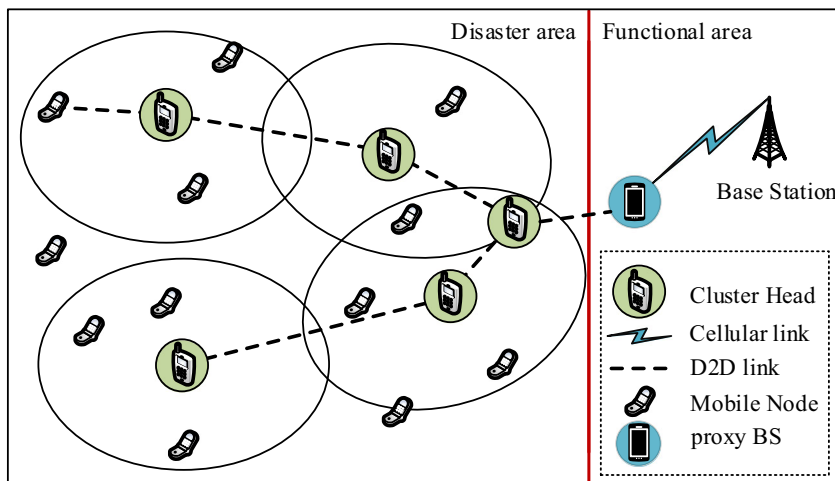 Disaster area
Functional area
Base Station
Cluster Head
Cellular link
D2D link
Mobile Node
proxy BS